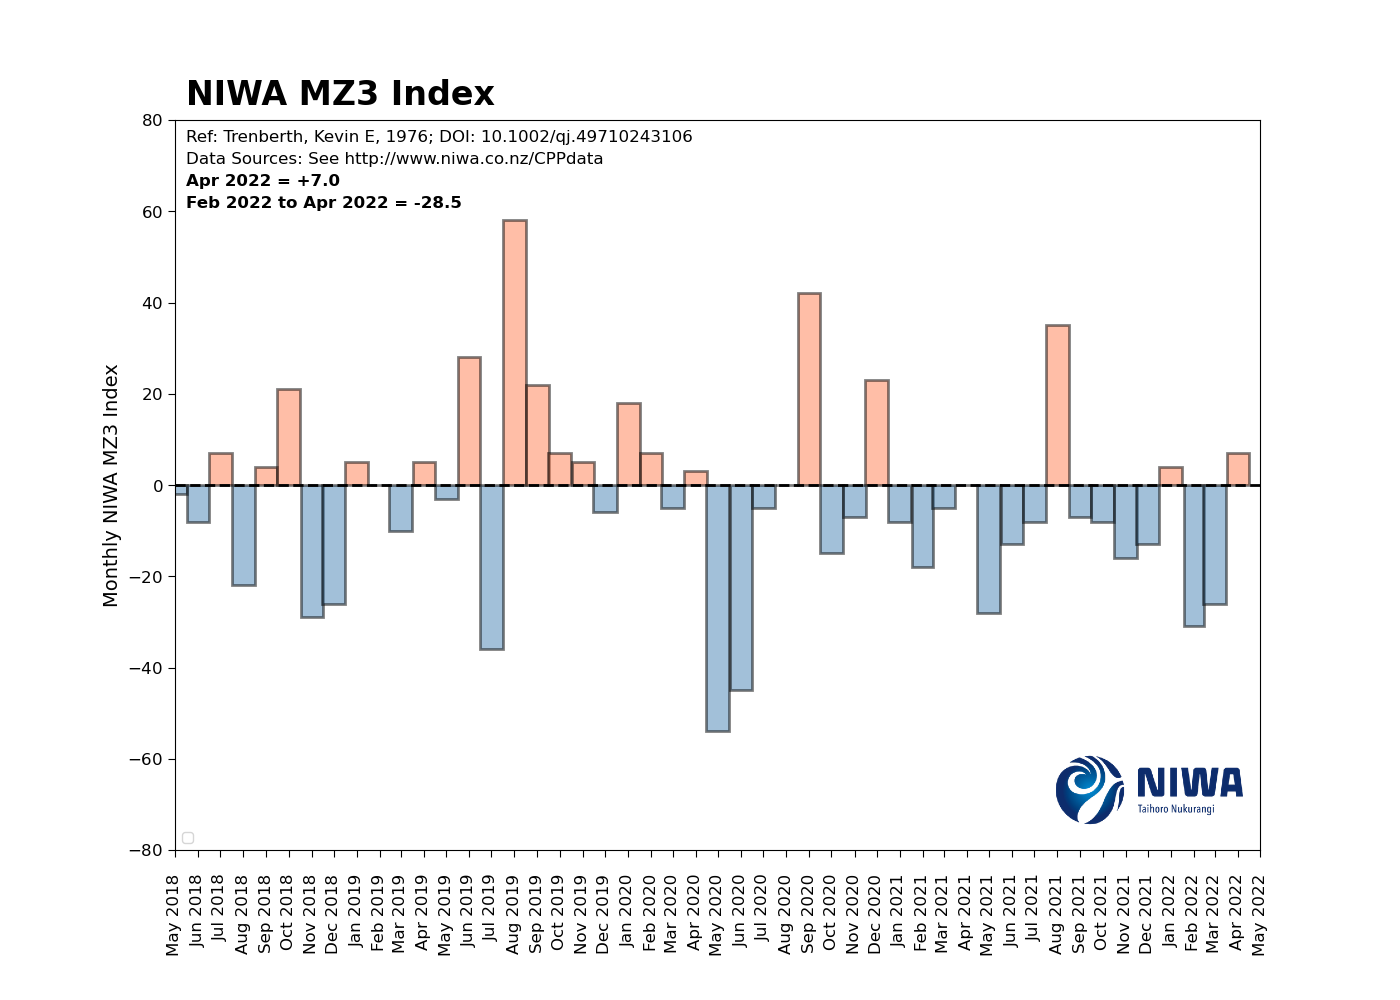 NIWA MZ3 Index
Ref: Trenberth, Kevin E, 1976; DOI: 10.1002/qj.49710243106
Data Sources: See http://www.niwa.co.nz/CPPdata
Apr 2022 = +7.0
Feb 2022 to Apr 2022 = -28.5
Monthly NIWA MZ3 Index
80
60
40
20
0
−20
−40
−60
−80
NIWA
Taihoro Nukurangi
May 2018
Jun 2018
Jul 2018
Aug 2018
Sep 2018
Oct 2018
Nov 2018
Dec 2018
Jan 2019
Feb 2019
Mar 2019
Apr 2019
May 2019
Jun 2019
Jul 2019
Aug 2019
Sep 2019
Oct 2019
Nov 2019
Dec 2019
Jan 2020
Feb 2020
Mar 2020
Apr 2020
May 2020
Jun 2020
Jul 2020
Aug 2020
Sep 2020
Oct 2020
Nov 2020
Dec 2020
Jan 2021
Feb 2021
Mar 2021
Apr 2021
May 2021
Jun 2021
Jul 2021
Aug 2021
Sep 2021
Oct 2021
Nov 2021
Dec 2021
Jan 2022
Feb 2022
Mar 2022
Apr 2022
May 2022